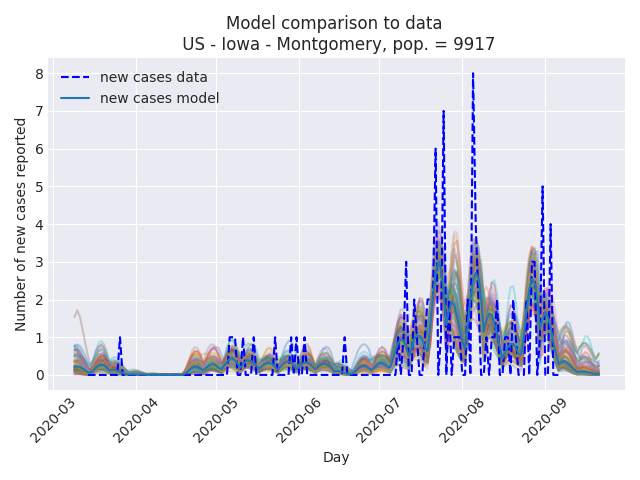 Model comparison to data
US - Iowa - Montgomery, pop. = 9917
new cases data
new cases model
Number of new cases reported
8
7
6
5
4
3
2
1
0
2020-03
2020-04
2020-05
2020-06
2020-07
2020-08
2020-09
Day